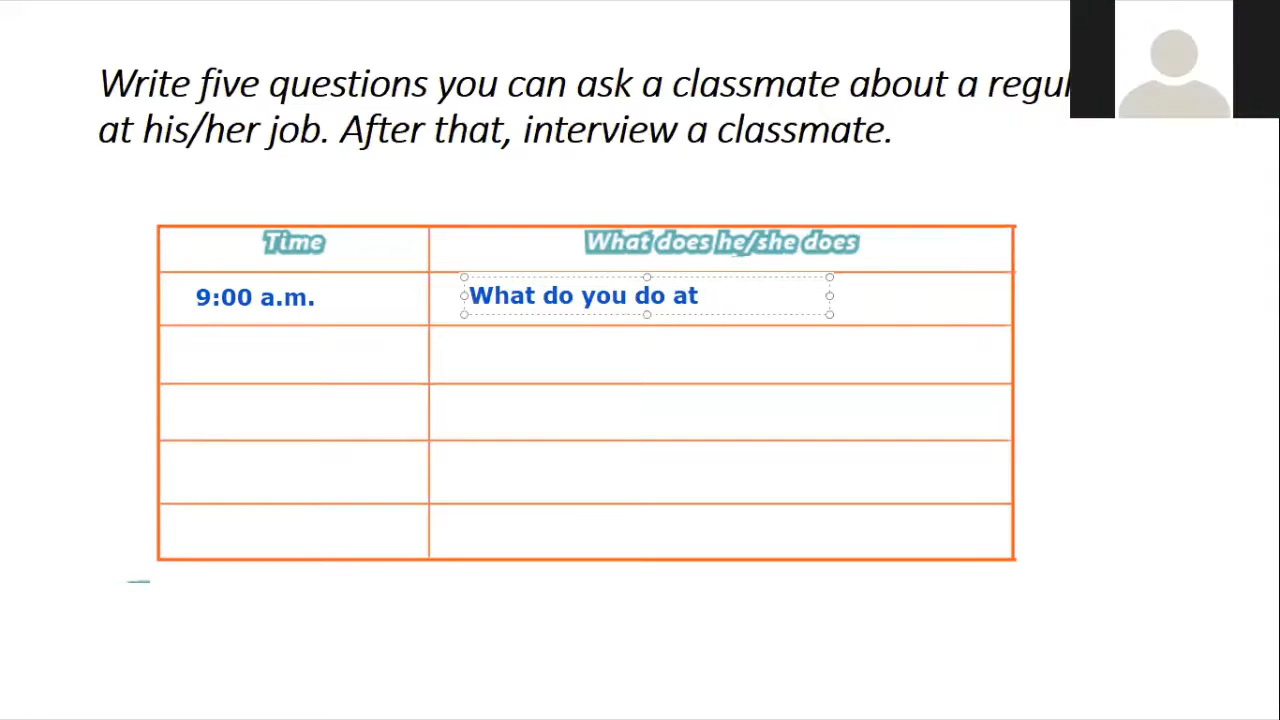 Write five questions you can ask a classmate about a
at his/her job. After that, interview a classmate.
Time
What does he/she does
9:00 a.m.
What do you do at